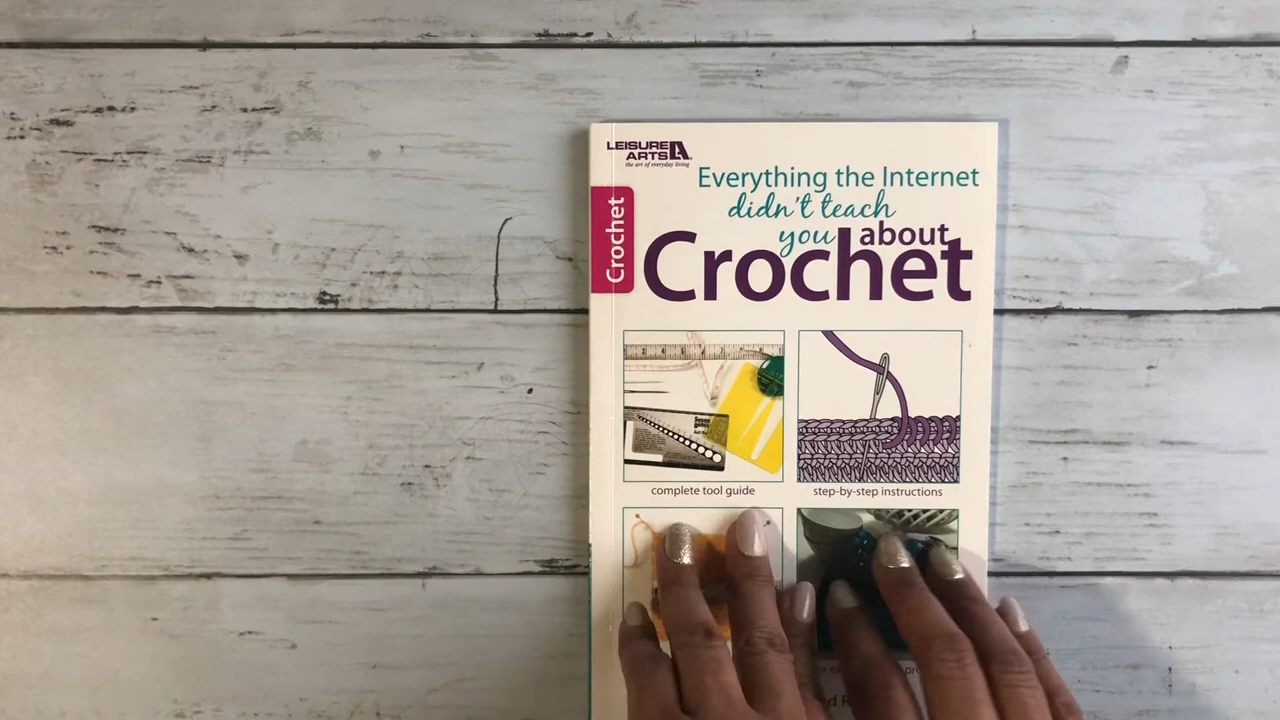 LEISURE
ARTS
the art of everyday living
Everything the Internet
didn't teach
you about
Crochet
Crochet
complete tool guide
step-by-step instructions